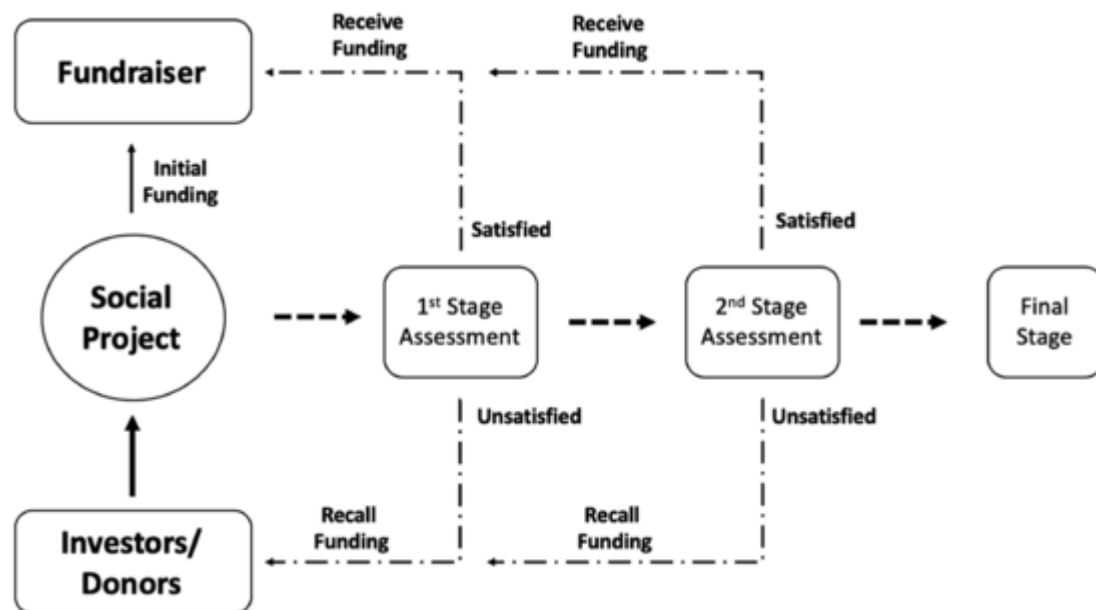 Receive
Funding
Receive
Funding
Fundraiser
Initial
Funding
Satisfied
Satisfied
Social
Project
1st Stage
Assessment
2nd Stage
Assessment
Final
Stage
Unsatisfied
Unsatisfied
Recall
Funding
Recall
Funding
Investors/
Donors